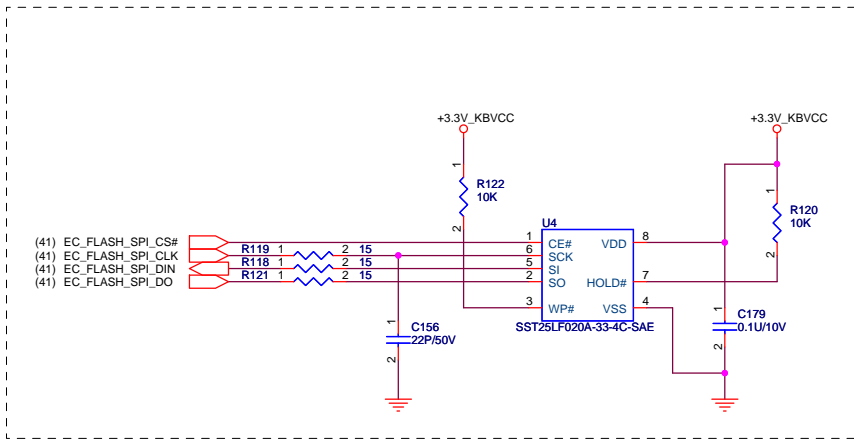 +3.3V_KBVCC
+3.3V_KBVCC
1
R122
10K
2
1
R120
10K
2
U4
(41) EC_FLASH_SPI_CS#
1 CE# VDD 8
(41) EC_FLASH_SPI_CLK
R119 1 2 15
6 SCK
(41) EC_FLASH_SPI_DIN
R118 1 2 15
5 SI
(41) EC_FLASH_SPI_DO
R121 1 2 15
2 SO HOLD# 7
3 WP# VSS 4
SST25LF020A-33-4C-SAE
1
C156
22P/50V
2
1
C179
0.1U/10V
2